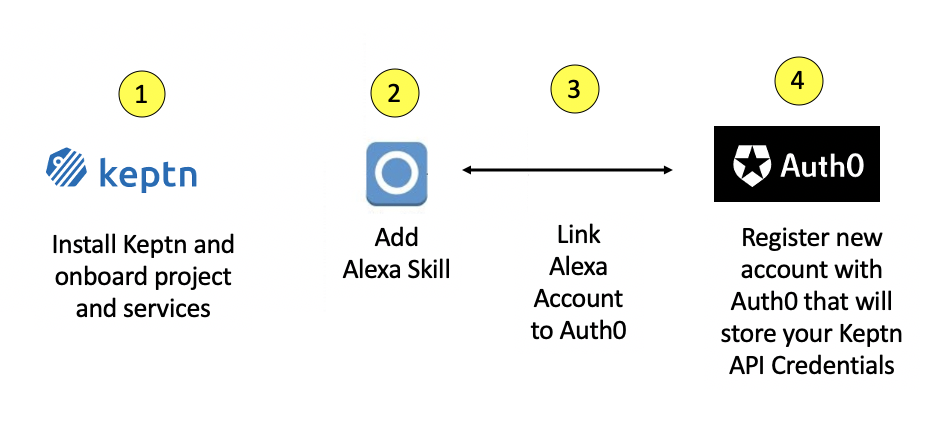 1
keptn
Install Keptn and
onboard project
and services
2
Add
Alexa Skill
3
Link
Alexa
Account
to Auth0
4
Auth0
Register new
account with
Auth0 that will
store your Keptn
API Credentials